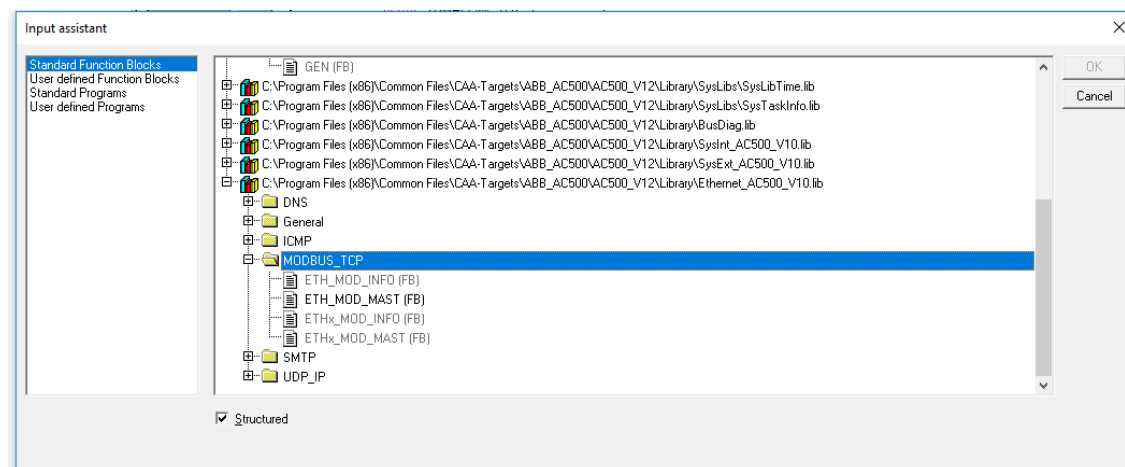 Input assistant
Standard Function Blocks
User defined Function Blocks
Standard Programs
User defined Programs
GEN (FB)
C:\Program Files (x86)\Common Files\CAA-Targets\ABB_AC500\AC500_V12\Library\SysLibs\SysLibTime.lib
C:\Program Files (x86)\Common Files\CAA-Targets\ABB_AC500\AC500_V12\Library\SysLibs\SysTaskInfo.lib
C:\Program Files (x86)\Common Files\CAA-Targets\ABB_AC500\AC500_V12\Library\BusDiag.lib
C:\Program Files (x86)\Common Files\CAA-Targets\ABB_AC500\AC500_V12\Library\SysInt_AC500_V10.lib
C:\Program Files (x86)\Common Files\CAA-Targets\ABB_AC500\AC500_V12\Library\SysExt_AC500_V10.lib
C:\Program Files (x86)\Common Files\CAA-Targets\ABB_AC500\AC500_V12\Library\Ethernet_AC500_V10.lib
DNS
General
ICMP
MODBUS_TCP
ETH_MOD_INFO (FB)
ETH_MOD_MAST (FB)
ETHx_MOD_INFO (FB)
ETHx_MOD_MAST (FB)
SMTP
UDP_IP
OK
Cancel
Structured